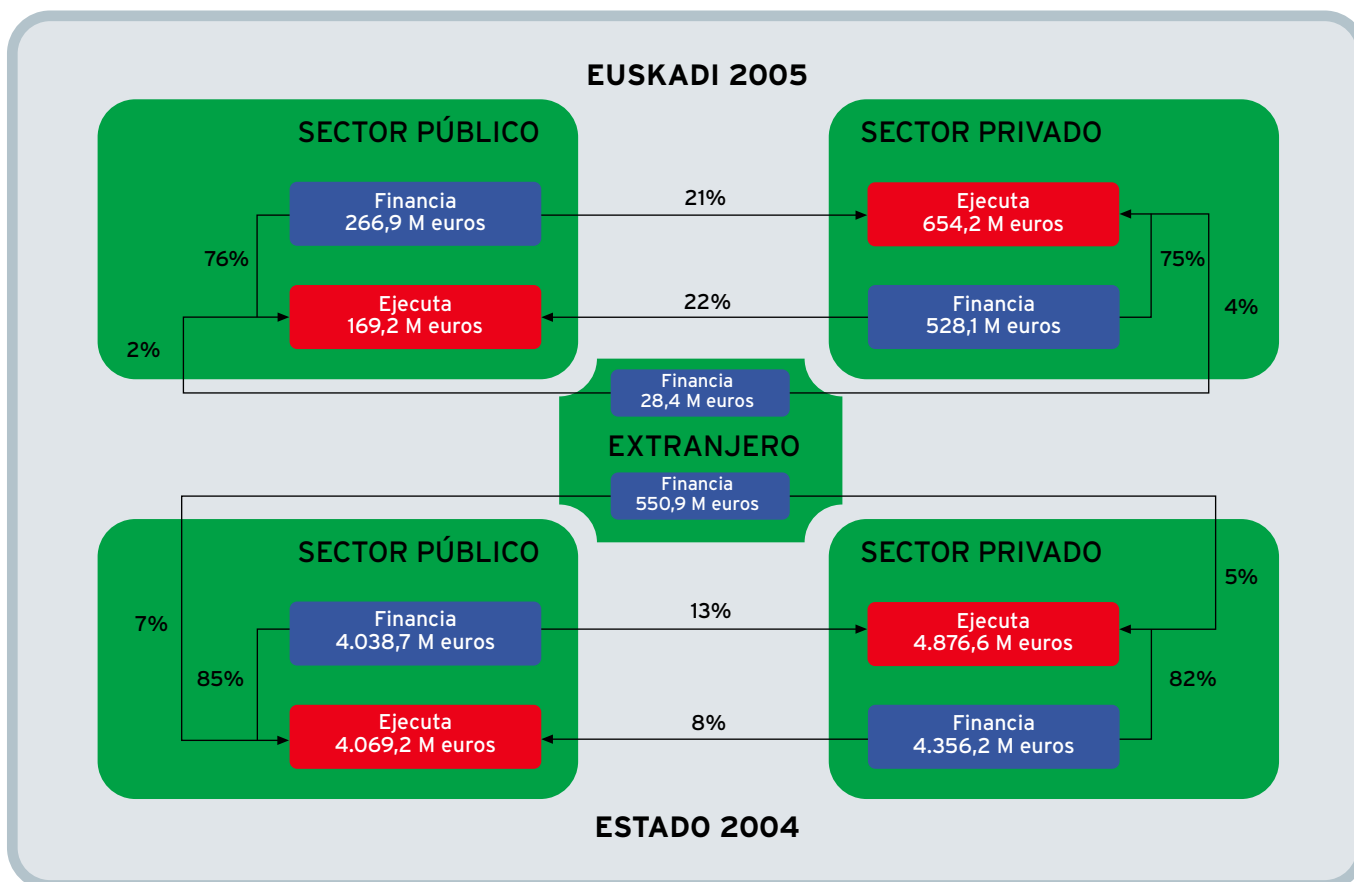 EUSKADI 2005
SECTOR PÚBLICO
SECTOR PRIVADO
Financia
266,9 M euros
21%
Ejecuta
654,2 M euros
76%
75%
Ejecuta
169,2 M euros
22%
Financia
528,1 M euros
4%
2%
Financia
28,4 M euros
EXTRANJERO
Financia
550,9 M euros
SECTOR PÚBLICO
SECTOR PRIVADO
5%
7%
Financia
4.038,7 M euros
13%
Ejecuta
4.876,6 M euros
85%
82%
Ejecuta
4.069,2 M euros
8%
Financia
4.356,2 M euros
ESTADO 2004